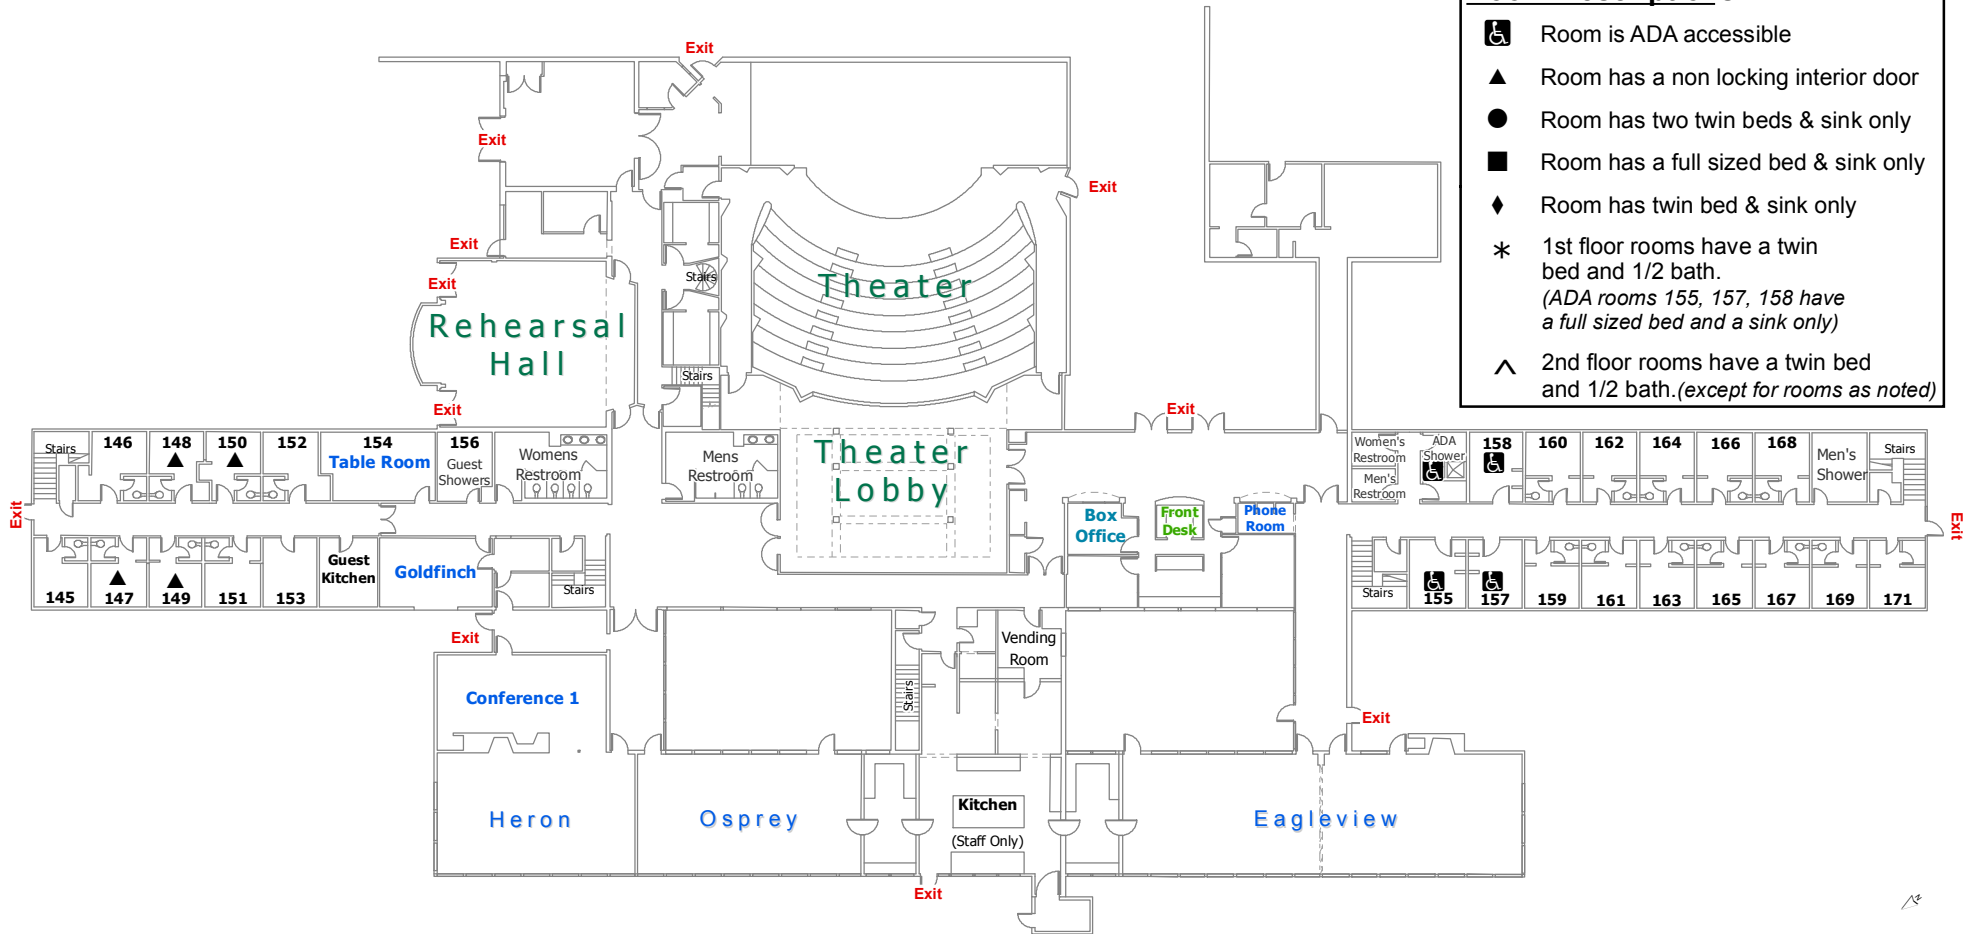 Room is ADA accessible
Room has a non locking interior door
Room has two twin beds & sink only
Room has a full sized bed & sink only
Room has twin bed & sink only
1st floor rooms have a twin
bed and 1/2 bath.
(ADA rooms 155, 157, 158 have
a full sized bed and a sink only)
2nd floor rooms have a twin bed
and 1/2 bath.(except for rooms as noted)
Exit
Exit
Exit
Exit
Exit
Exit
Exit
Stairs
Theater
Rehearsal
Hall
Stairs
Stairs
146
148
150
152
154
Table Room
156
Guest
Showers
Womens
Restroom
Mens
Restroom
Theater
Lobby
Women's
Restroom
Men's
Restroom
ADA
Shower
158
160
162
164
166
168
Men's
Shower
Stairs
Exit
Box
Office
Front
Desk
Phone
Room
Exit
145
147
149
151
153
Guest
Kitchen
Goldfinch
Stairs
Stairs
155
157
159
161
163
165
167
169
171
Exit
Conference 1
Stairs
Vending
Room
Exit
Heron
Osprey
Kitchen
(Staff Only)
Eagleview
Exit
N